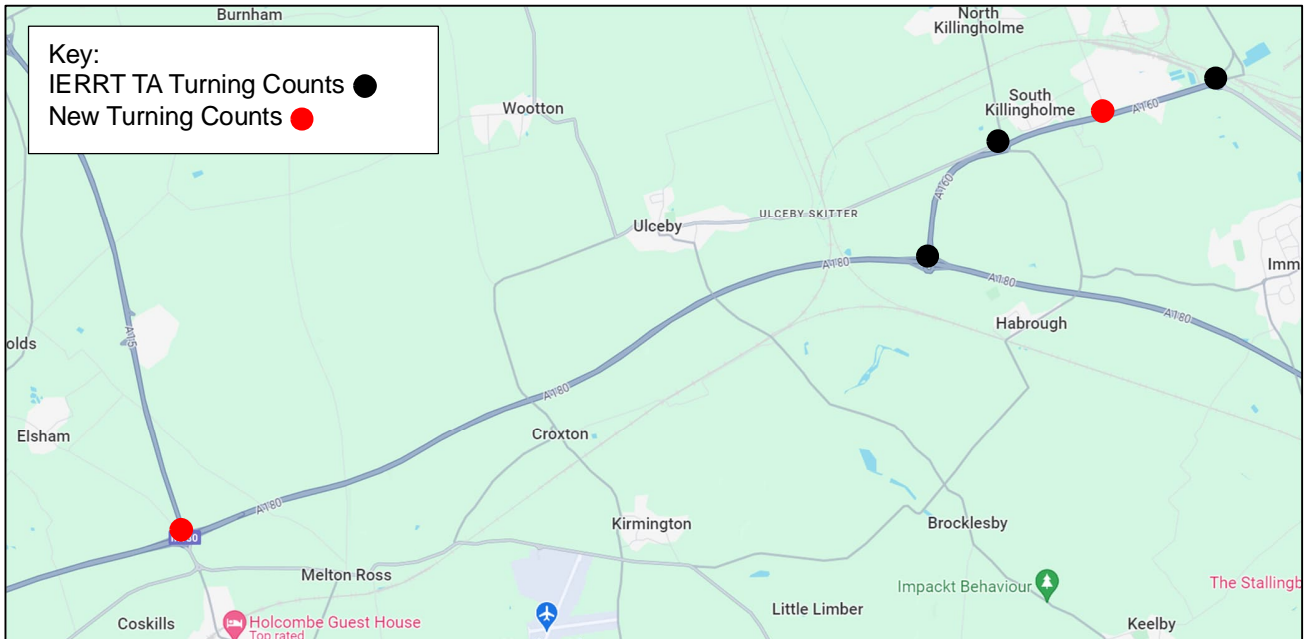 Burnham
Key:
IERRT TA Turning Counts
New Turning Counts
North
Killingholme
Wootton
South
Killingholme
A160
A160
Ulceby
ULCEBY SKITTER
A180
A180
A180
Imm
Habrough
A15
olds
A180
Elsham
Croxton
A180
Kirmington
Brocklesby
Melton Ross
Impackt Behaviour
The Stallingb
Little Limber
Coskills
Holcombe Guest House
Top rated
Keelby